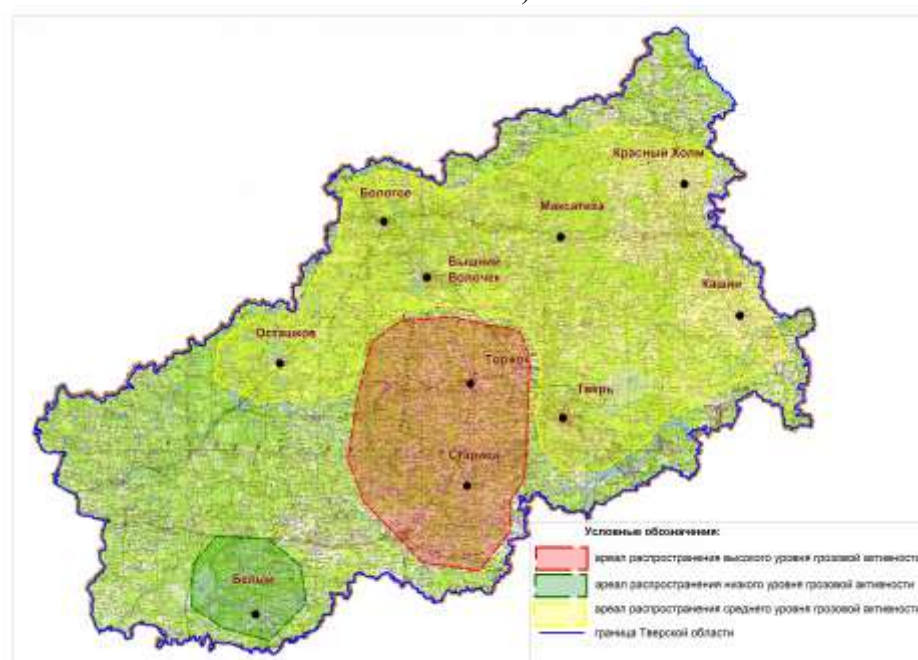 Красный Холм
Бологое
Максатиха
Вышний
Волочек
Кашин
Осташков
Торжок
Тверь
Старица
Белый
Условные обозначения:
ареал распространения высокого уровня грозовой активности
ареал распространения низкого уровня грозовой активности
ареал распространения среднего уровня грозовой активности
граница Тверской области